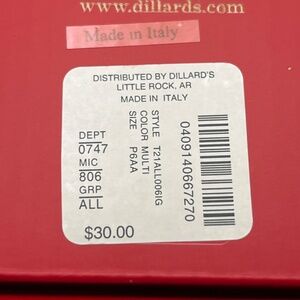 www.dillards.com
Made in Italy
DISTRIBUTED BY DILLARD'S
LITTLE ROCK, AR
MADE IN ITALY
DEPT
0747
MIC
806
GRP
ALL
STYLE T21ALL006IG
COLOR MULTI
SIZE P6AA
0409140667270
$30.00